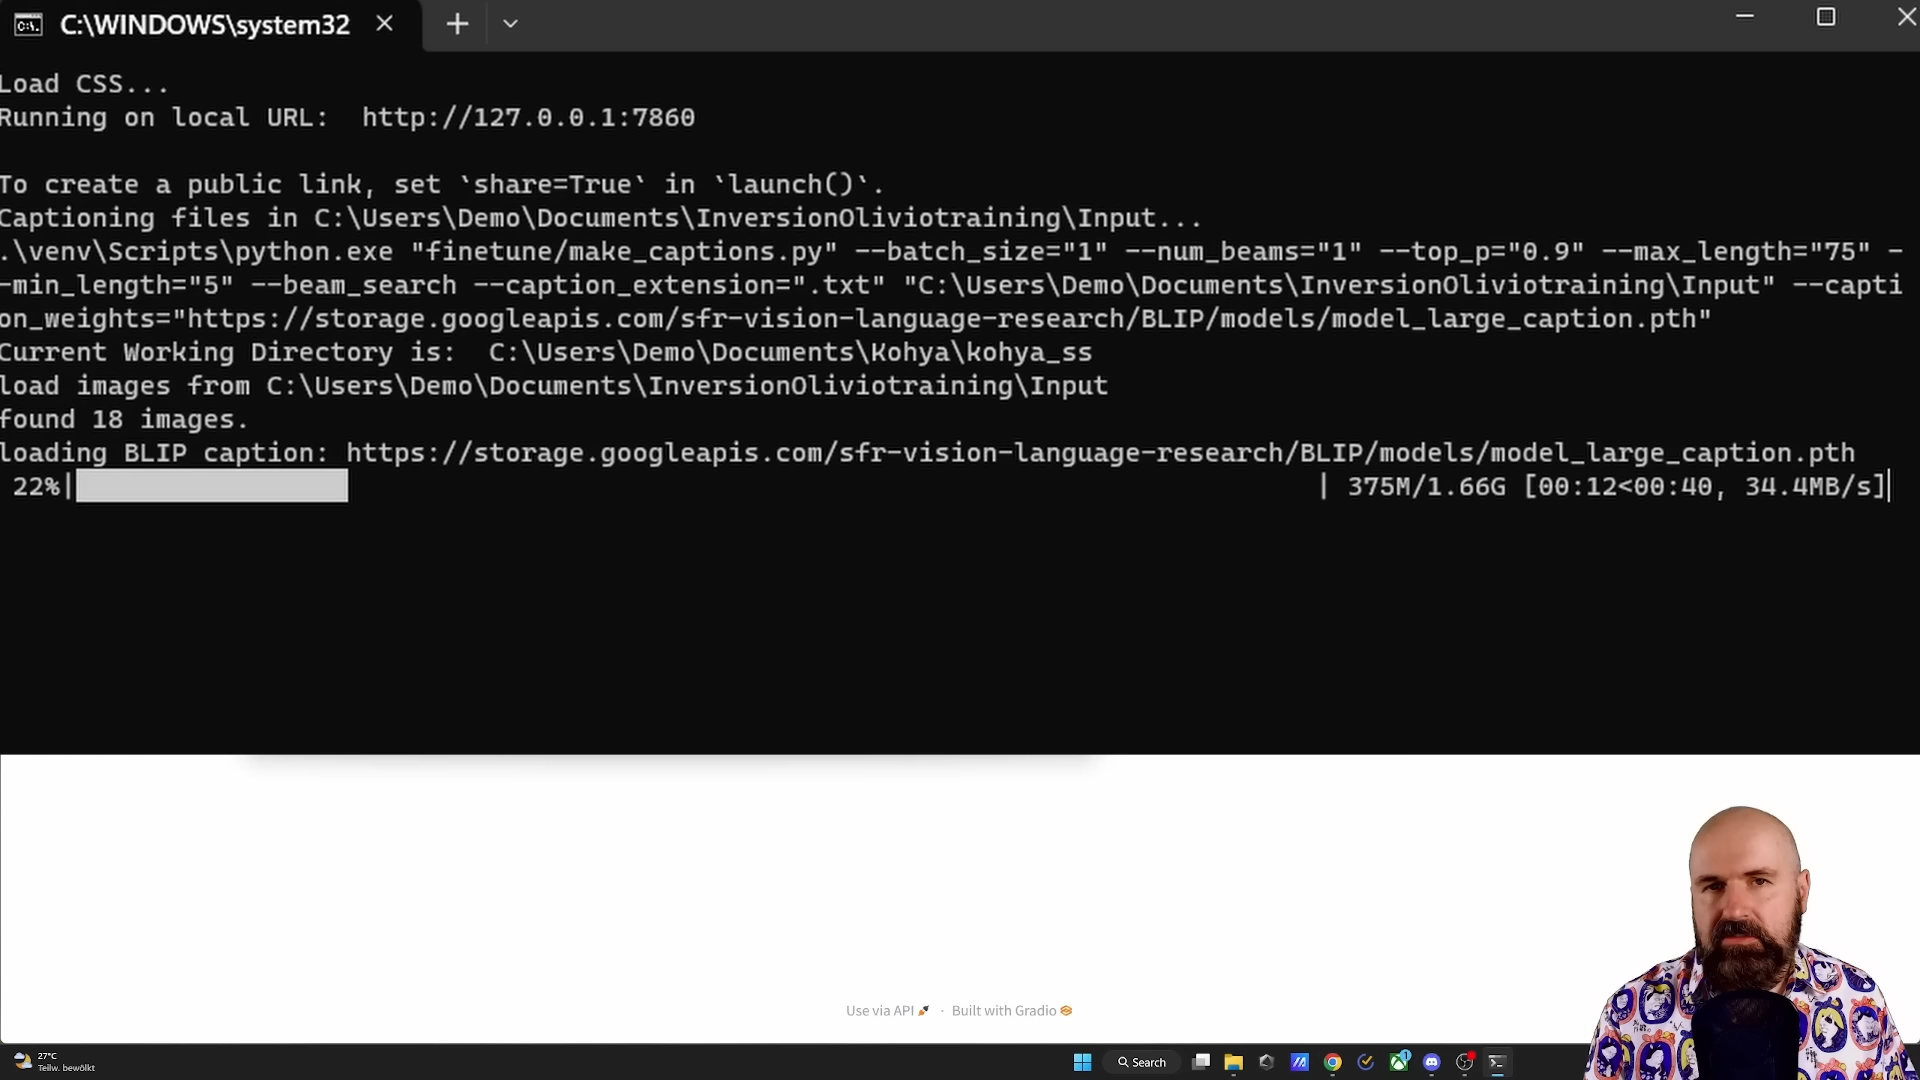 C:\WINDOWS\system32
Load CSS...
Running on local URL:  http://127.0.0.1:7860
To create a public link, set `share=True` in `launch()`.
Captioning files in C:\Users\Demo\Documents\InversionOliviotraining\Input...
.\venv\Scripts\python.exe "finetune/make_captions.py" --batch_size="1" --num_beams="1" --top_p="0.9" --max_length="75" -
-min_length="5" --beam_search --caption_extension=".txt" "C:\Users\Demo\Documents\InversionOliviotraining\Input" --capti
on_weights="https://storage.googleapis.com/sfr-vision-language-research/BLIP/models/model_large_caption.pth"
Current Working Directory is:  C:\Users\Demo\Documents\Kohya\kohya_ss
load images from C:\Users\Demo\Documents\InversionOliviotraining\Input
found 18 images.
loading BLIP caption: https://storage.googleapis.com/sfr-vision-language-research/BLIP/models/model_large_caption.pth
22%| | 375M/1.66G [00:12<00:40, 34.4MB/s]
Use via API · Built with Gradio
27°C
Teilw. bewölkt
Search